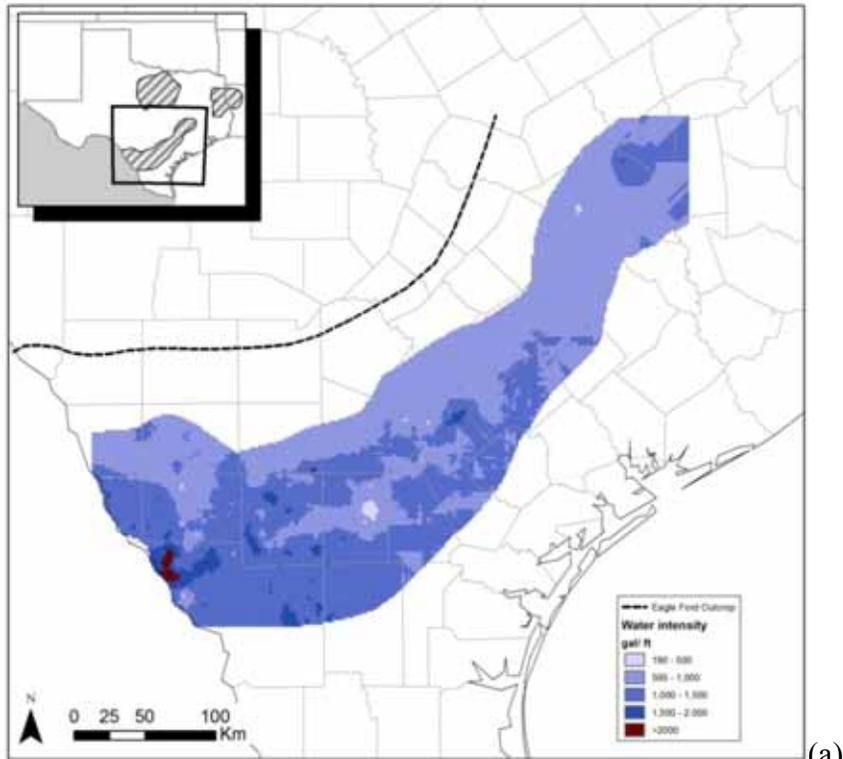 N
0 25 50 100
Km
Eagle Ford Outcrop
Water intensity
gal/ ft
500 - 1,000
1,000 - 1,500
1,500 - 2,000
>2000
(a)